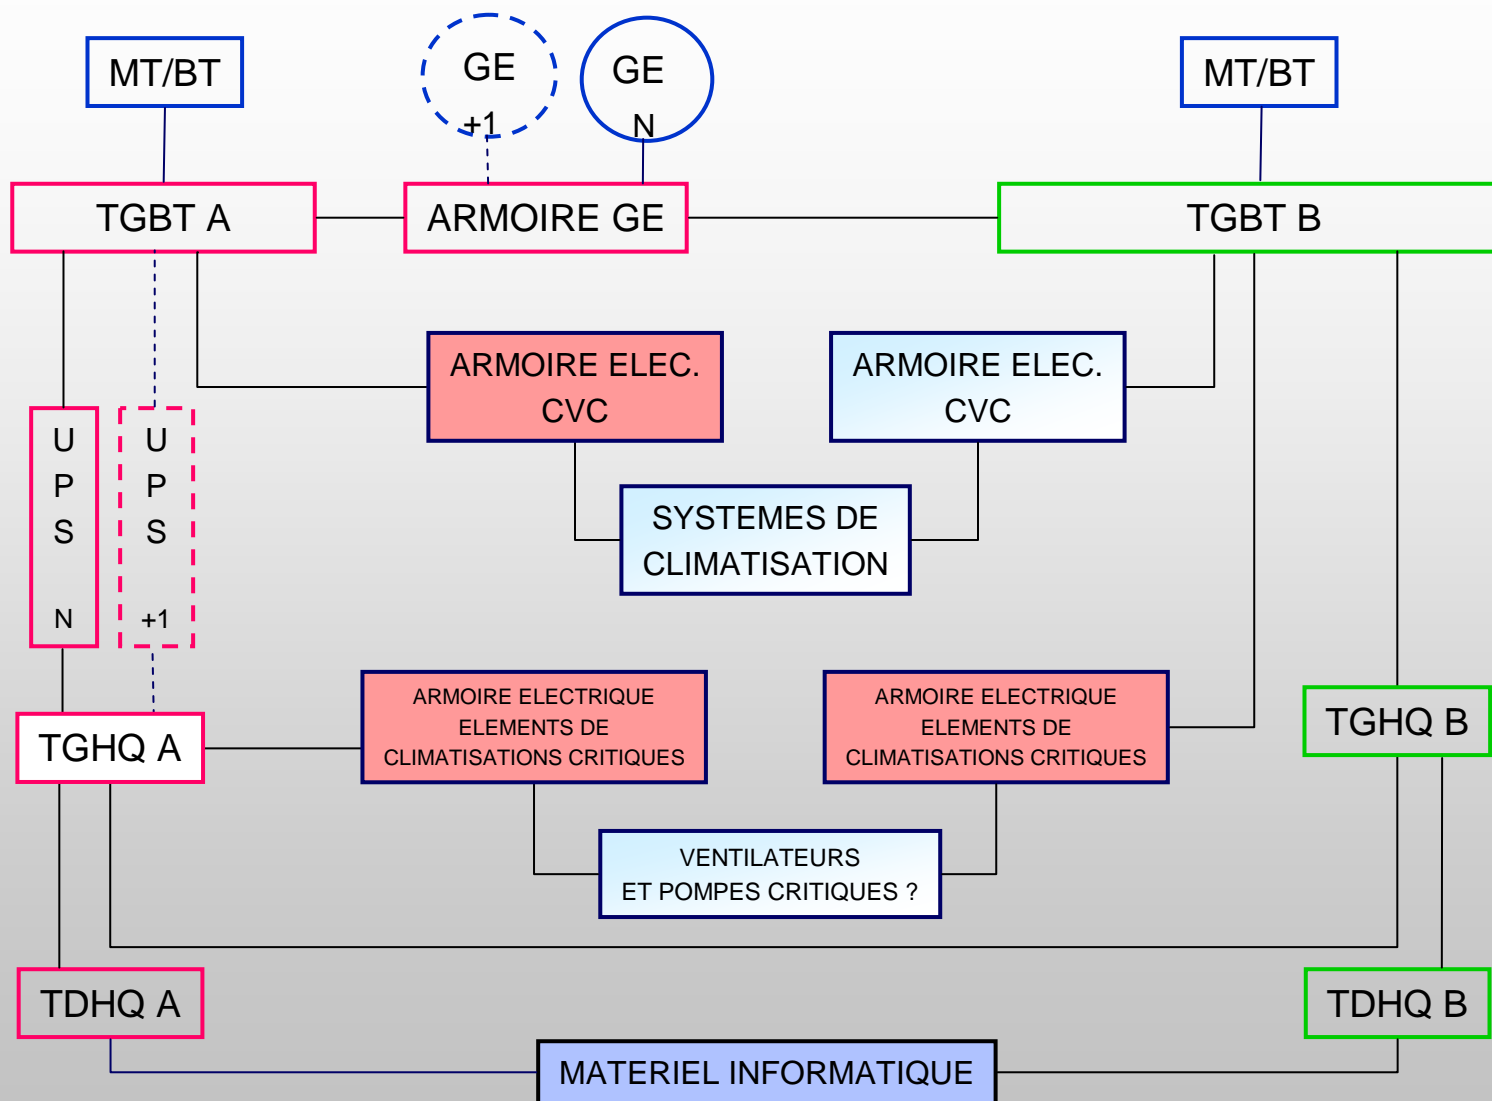 MT/BT
GE
+1
GE
N
MT/BT
TGBT A
ARMOIRE GE
TGBT B
ARMOIRE ELEC.
CVC
ARMOIRE ELEC.
CVC
U
P
S
N
U
P
S
+1
SYSTEMES DE
CLIMATISATION
ARMOIRE ELECTRIQUE
ELEMENTS DE
CLIMATISATIONS CRITIQUES
ARMOIRE ELECTRIQUE
ELEMENTS DE
CLIMATISATIONS CRITIQUES
TGHQ A
TGHQ B
VENTILATEURS
ET POMPES CRITIQUES ?
TDHQ A
TDHQ B
MATERIEL INFORMATIQUE